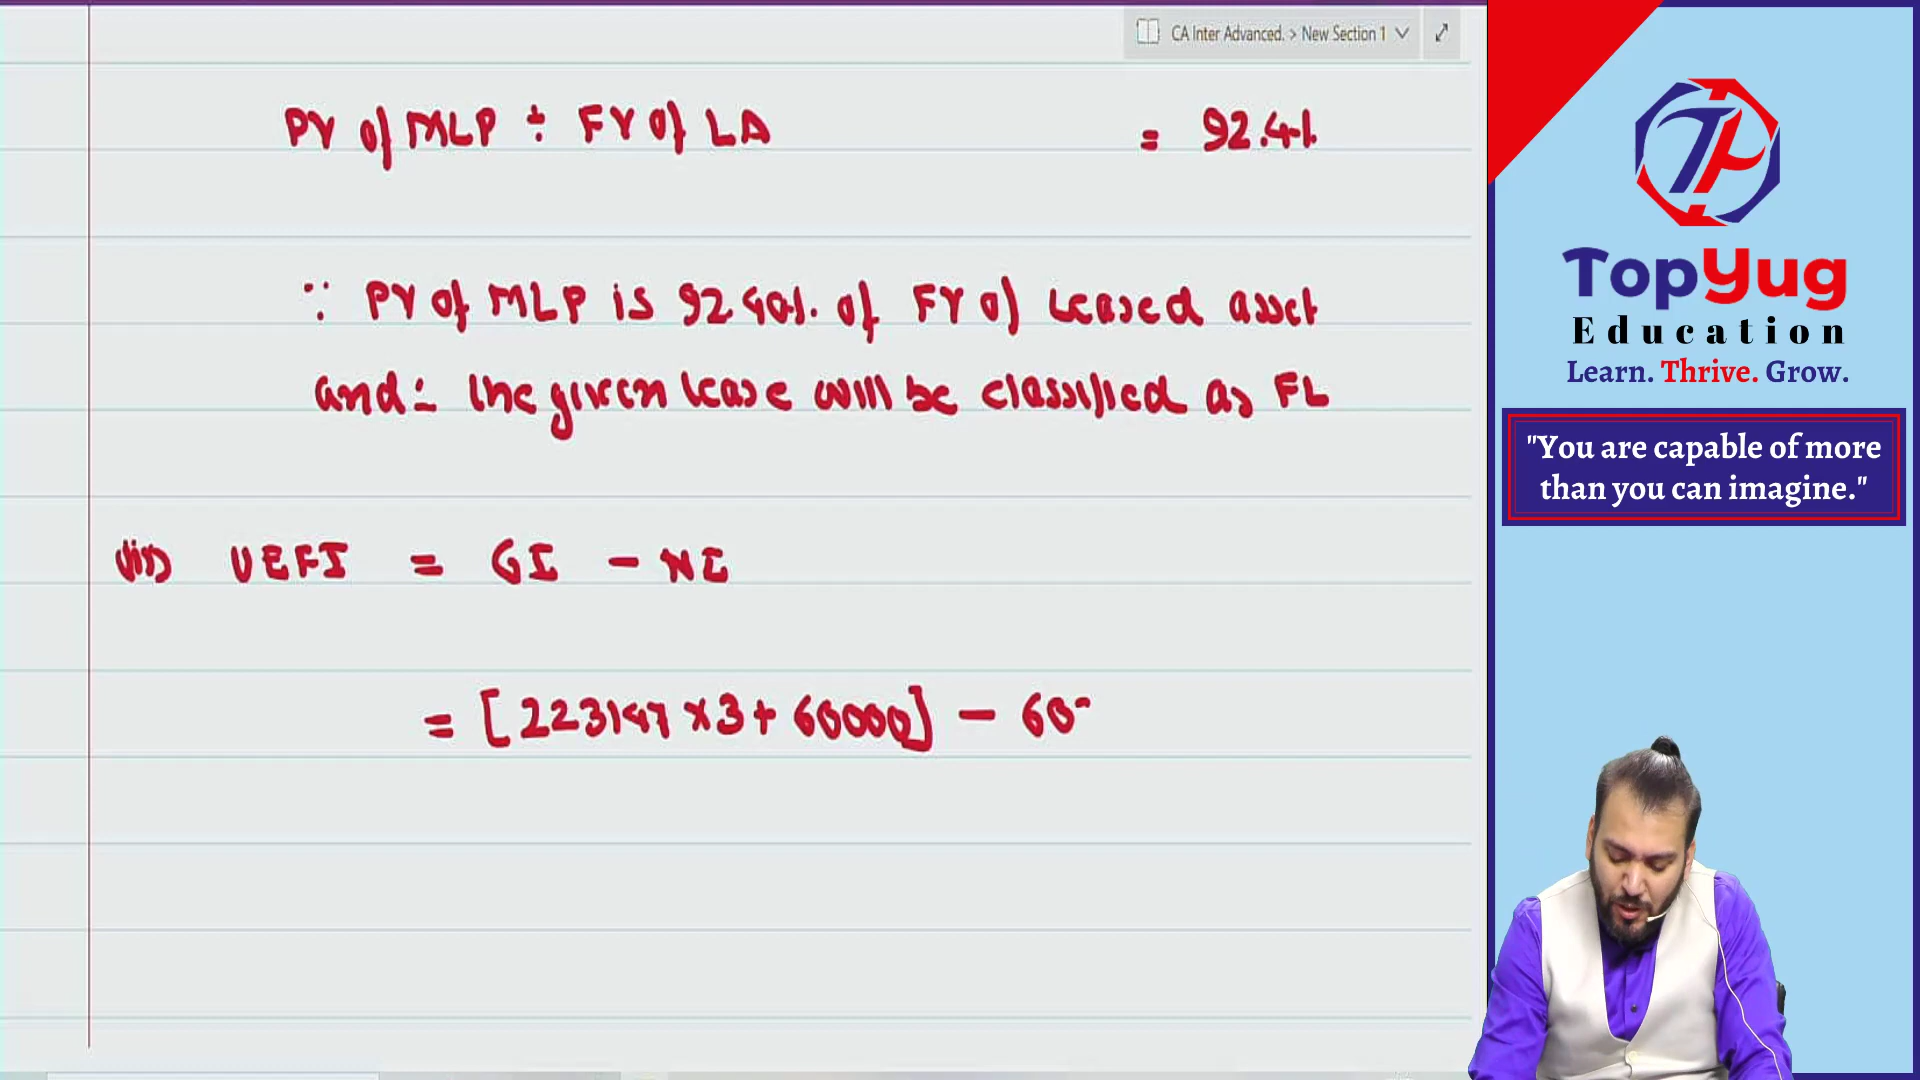 CA Inter Advanced. > New Section 1
PV of MLP ÷ FV of LA = 92.4%
∵ PV of MLP is 92.40%. of FV of leased asset
and ∴ the given lease will be classified as FL
UEFI = GI - NI
= [223147 × 3 + 60000] - 60
TopYug
Education
Learn. Thrive. Grow.
"You are capable of more
than you can imagine."